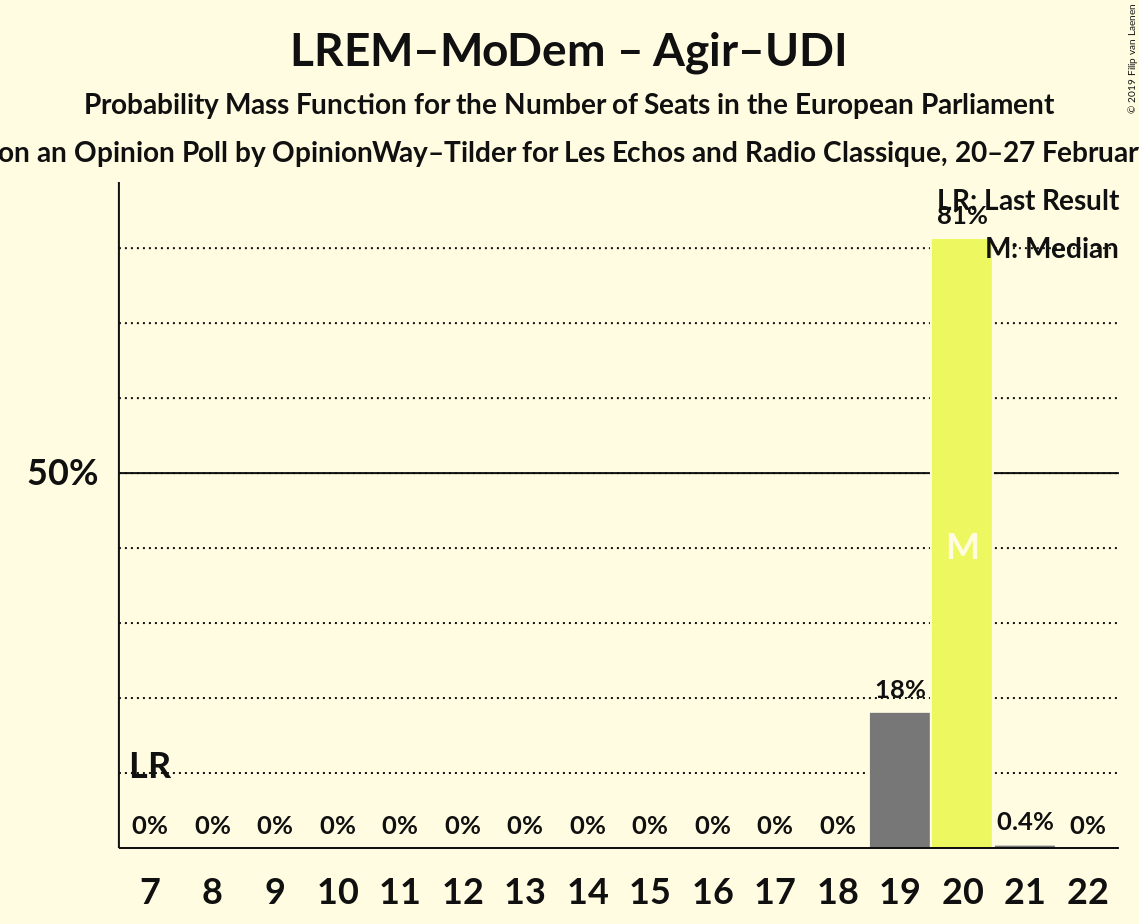 LREM–MoDem – Agir–UDI
© 2019 Filip van Laenen
Probability Mass Function for the Number of Seats in the European Parliament
on an Opinion Poll by OpinionWay–Tilder for Les Echos and Radio Classique, 20–27 Februar
LR: Last Result
81%
M: Median
50%
M
18%
LR
0% 0% 0% 0% 0% 0% 0% 0% 0% 0% 0% 0% 0.4% 0%
7 8 9 10 11 12 13 14 15 16 17 18 19 20 21 22